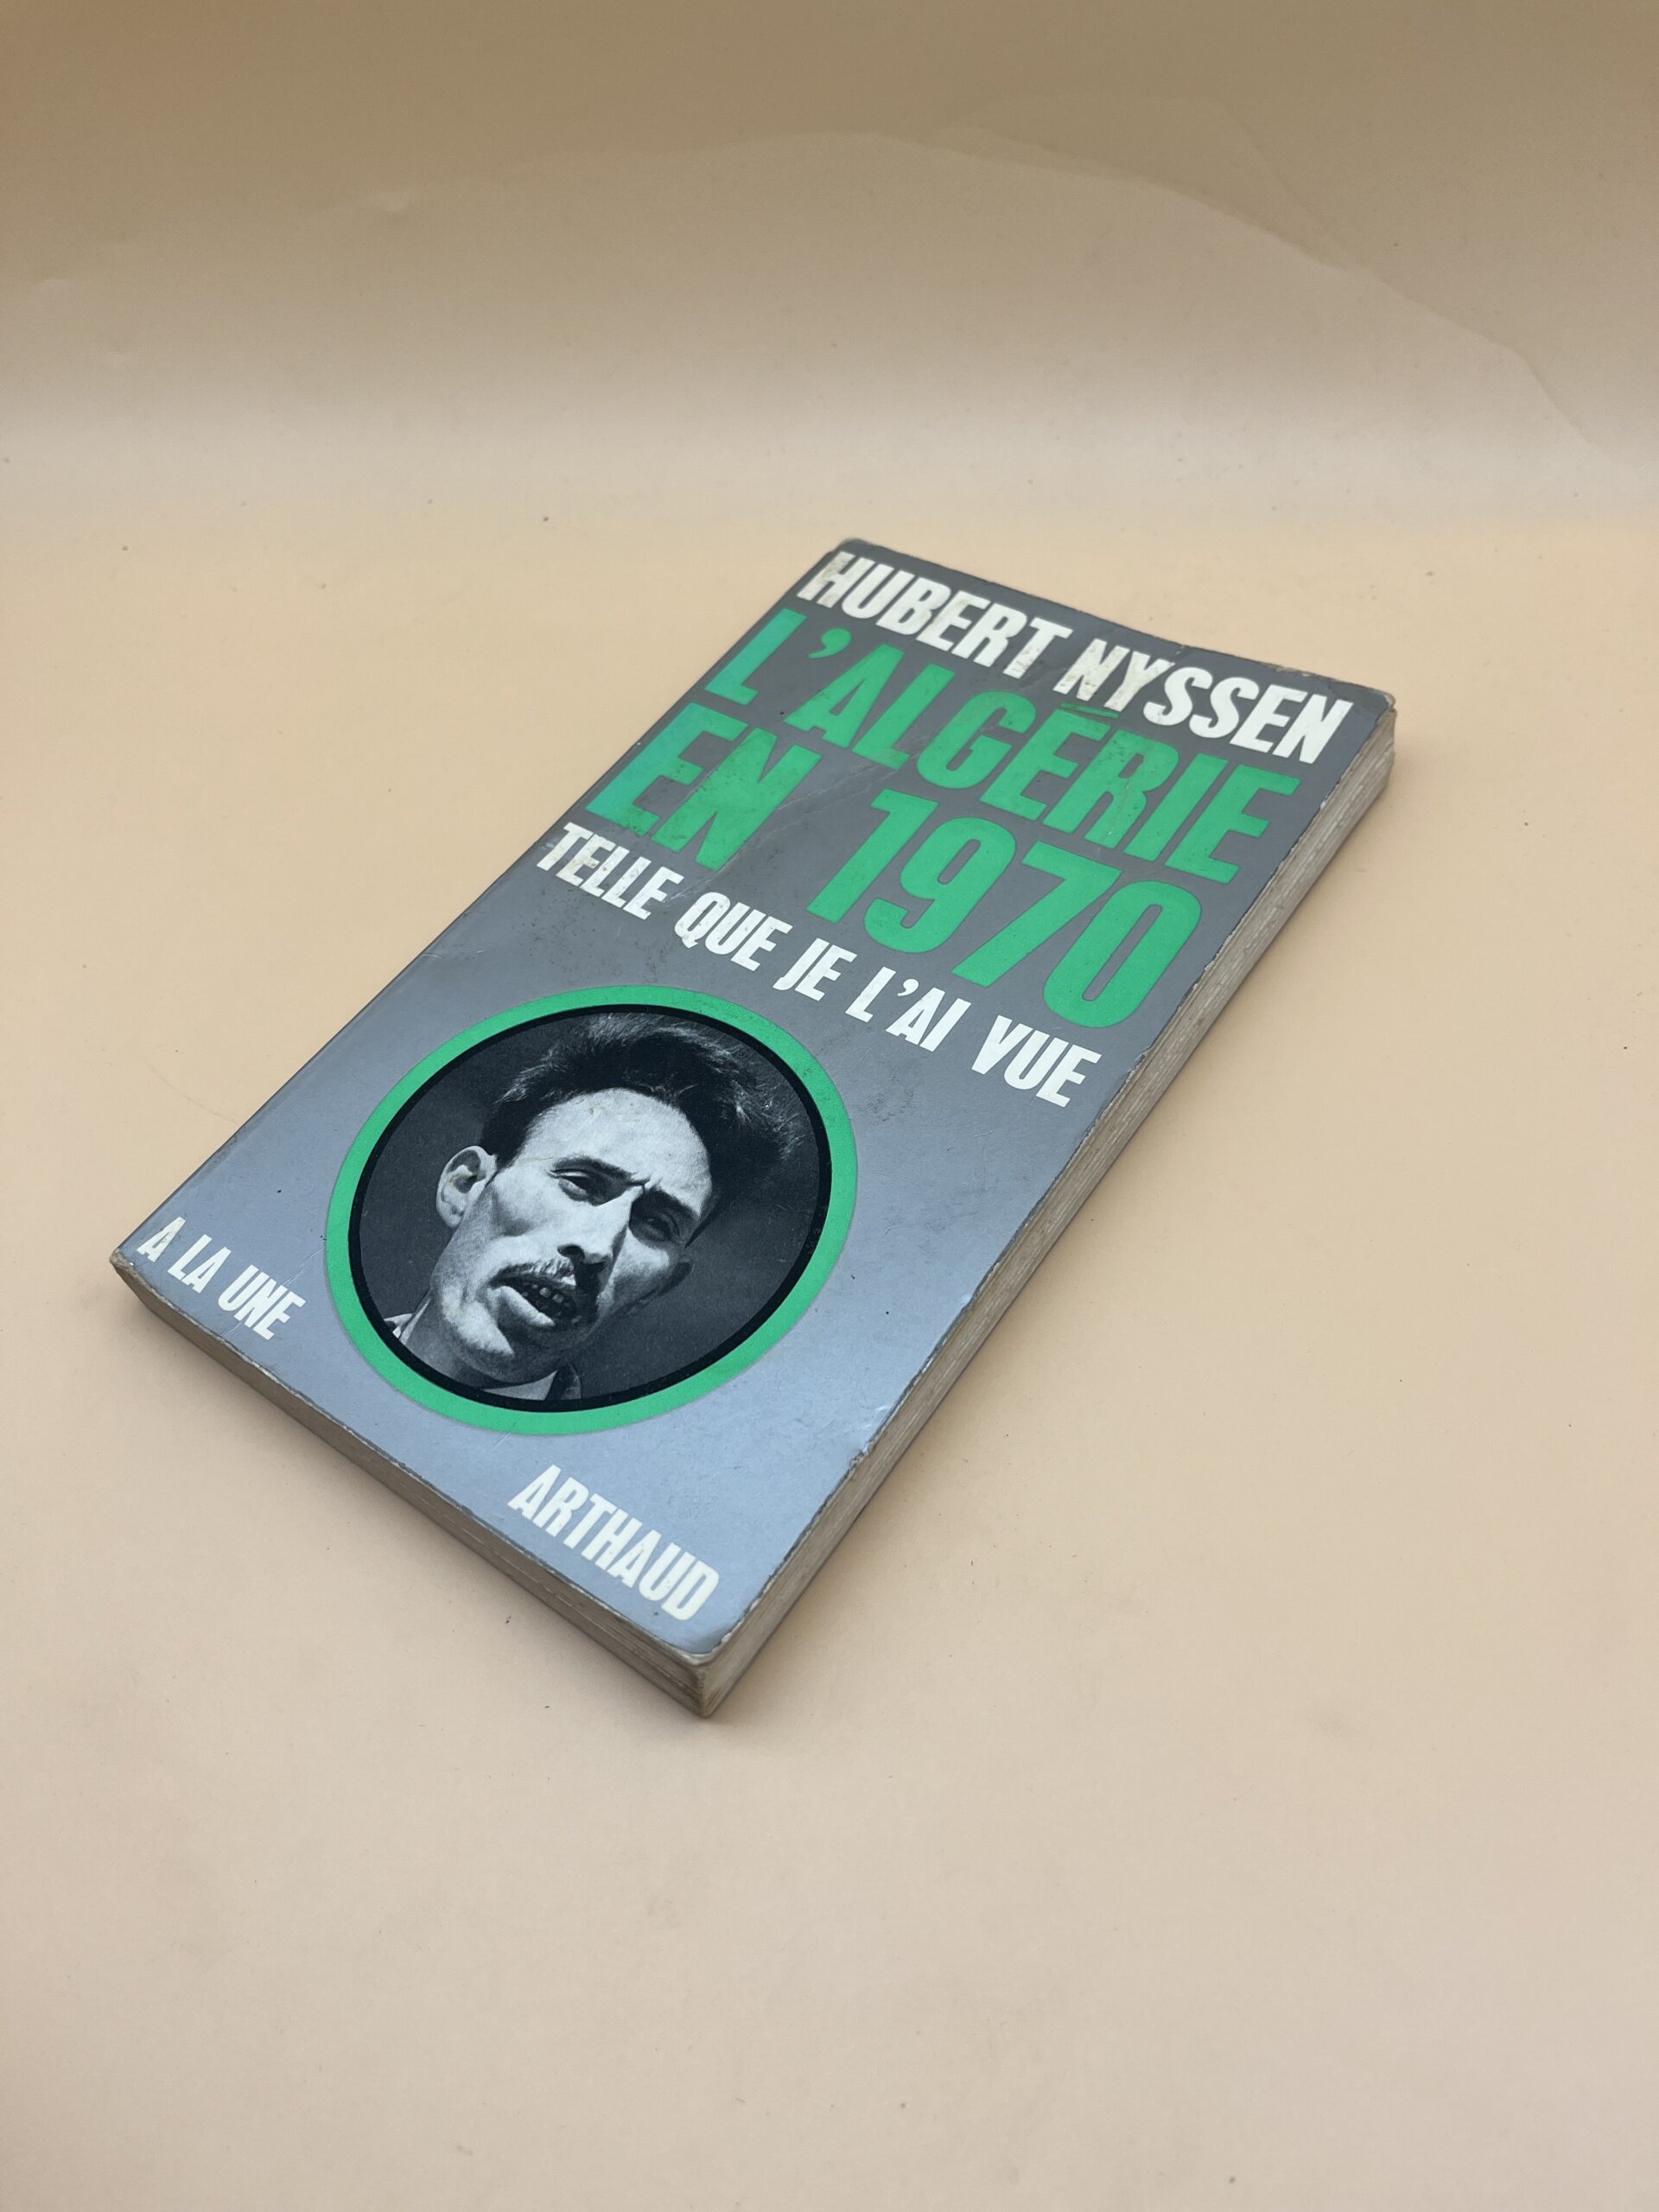 HUBERT NYSSEN
L'ALGÉRIE
EN 1970
TELLE QUE JE L'AI VUE
A LA UNE
ARTHAUD